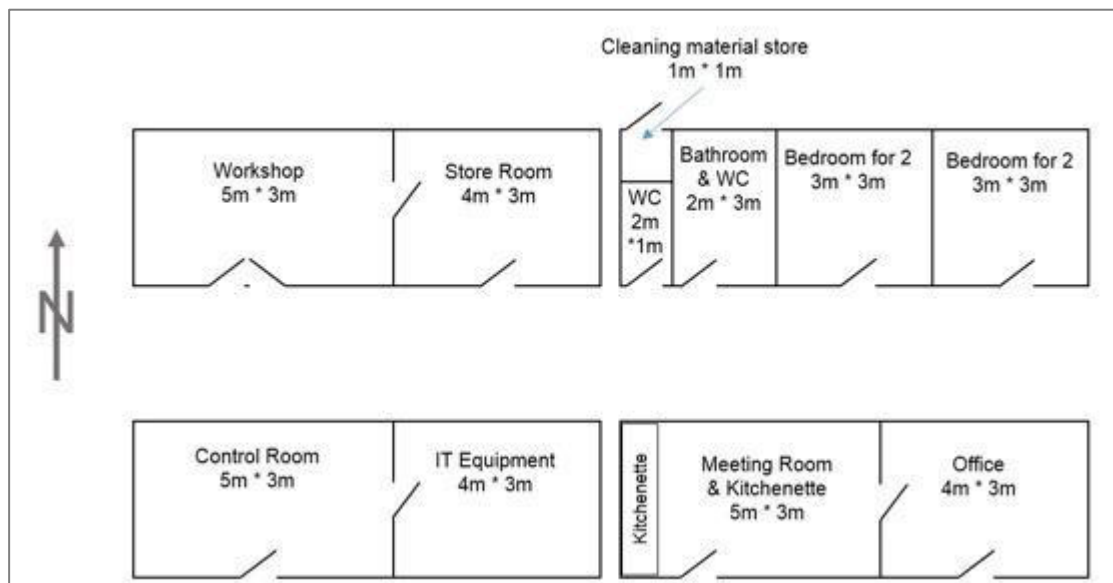 Cleaning material store
1m * 1m
Workshop
5m * 3m
Store Room
4m * 3m
WC
2m
*1m
Bathroom
& WC
2m * 3m
Bedroom for 2
3m * 3m
Bedroom for 2
3m * 3m
N
Control Room
5m * 3m
IT Equipment
4m * 3m
Kitchenette
Meeting Room
& Kitchenette
5m * 3m
Office
4m * 3m